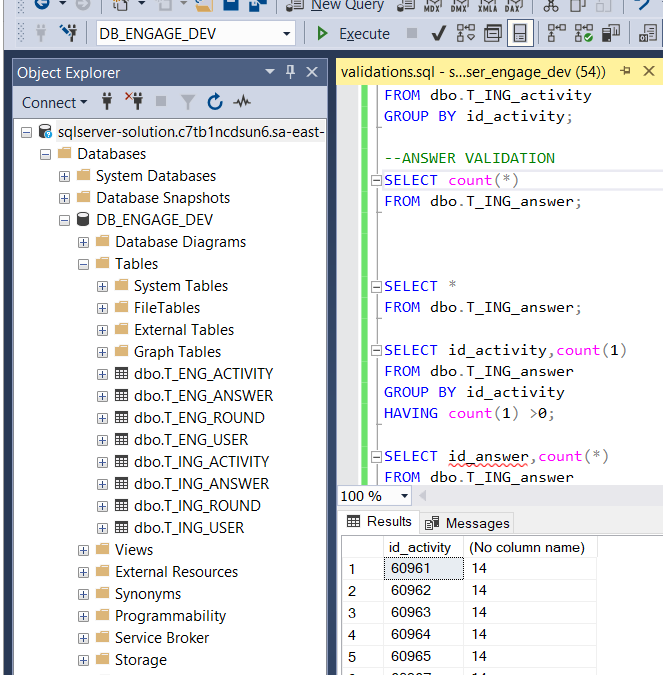 New Query
MDX DMX XMLA DAX
DB_ENGAGE_DEV
Execute
Object Explorer
Connect
sqlserver-solution.c7tb1ncdsun6.sa-east-
Databases
System Databases
Database Snapshots
DB_ENGAGE_DEV
Database Diagrams
Tables
System Tables
FileTables
External Tables
Graph Tables
dbo.T_ENG_ACTIVITY
dbo.T_ENG_ANSWER
dbo.T_ENG_ROUND
dbo.T_ENG_USER
dbo.T_ING_ACTIVITY
dbo.T_ING_ANSWER
dbo.T_ING_ROUND
dbo.T_ING_USER
Views
External Resources
Synonyms
Programmability
Service Broker
Storage
validations.sql - s...ser_engage_dev (54))
FROM dbo.T_ING_activity
GROUP BY id_activity;
--ANSWER VALIDATION
SELECT count(*)
FROM dbo.T_ING_answer;
SELECT *
FROM dbo.T_ING_answer;
SELECT id_activity,count(1)
FROM dbo.T_ING_answer
GROUP BY id_activity
HAVING count(1) >0;
SELECT id_answer,count(*)
FROM dbo.T_ING_answer
100 %
Results Messages
id_activity (No column name)
1 60961 14
2 60962 14
3 60963 14
4 60964 14
5 60965 14